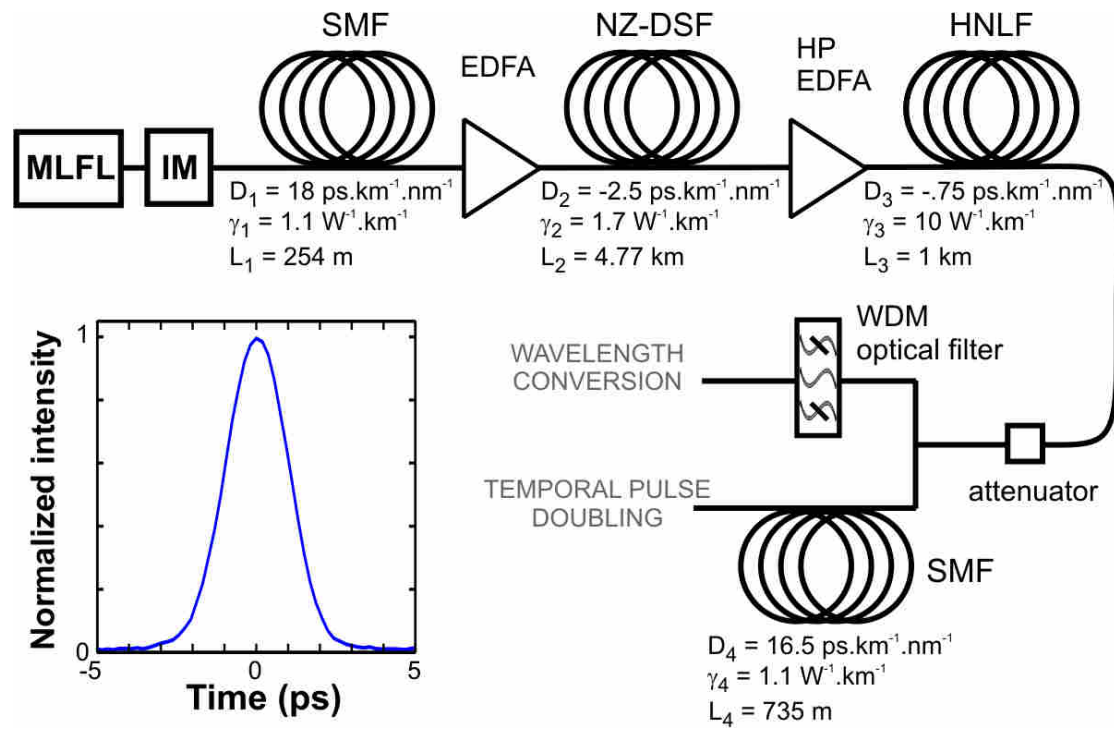 SMF
NZ-DSF
HNLF
EDFA
HP
EDFA
MLFL
IM
D₁ = 18 ps.km⁻¹.nm⁻¹
γ₁ = 1.1 W⁻¹.km⁻¹
L₁ = 254 m
D₂ = -2.5 ps.km⁻¹.nm⁻¹
γ₂ = 1.7 W⁻¹.km⁻¹
L₂ = 4.77 km
D₃ = -.75 ps.km⁻¹.nm⁻¹
γ₃ = 10 W⁻¹.km⁻¹
L₃ = 1 km
WDM
optical filter
WAVELENGTH
CONVERSION
attenuator
TEMPORAL PULSE
DOUBLING
SMF
D₄ = 16.5 ps.km⁻¹.nm⁻¹
γ₄ = 1.1 W⁻¹.km⁻¹
L₄ = 735 m
Normalized intensity
1
0
-5
0
5
Time (ps)